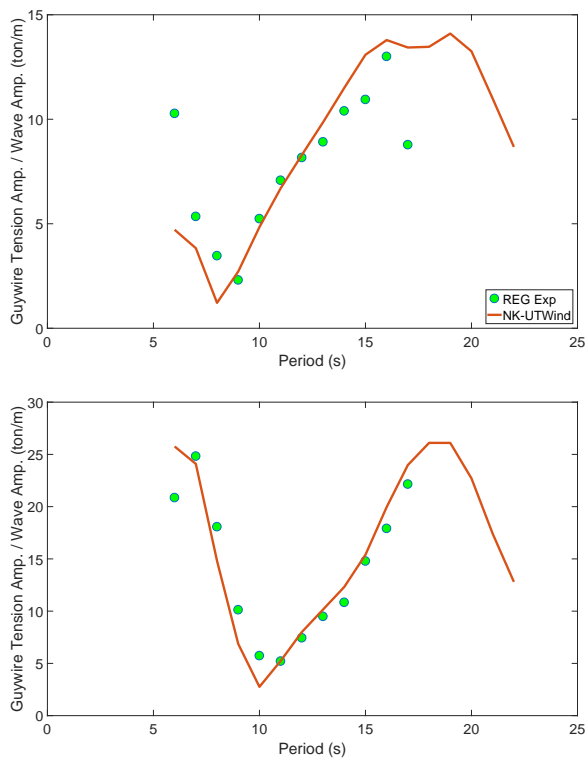 15
10
5
0
Guywire Tension Amp. / Wave Amp. (ton/m)
REG Exp
NK-UTWind
0 5 10 15 20 25
Period (s)
30
25
20
15
10
5
0
Guywire Tension Amp. / Wave Amp. (ton/m)
0 5 10 15 20 25
Period (s)